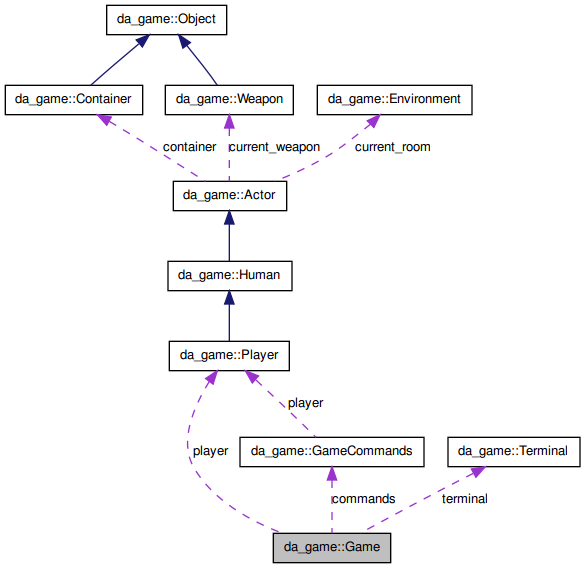 da_game::Object
da_game::Container
da_game::Weapon
da_game::Environment
container
current_weapon
current_room
da_game::Actor
da_game::Human
da_game::Player
player
player
da_game::GameCommands
da_game::Terminal
commands
terminal
da_game::Game